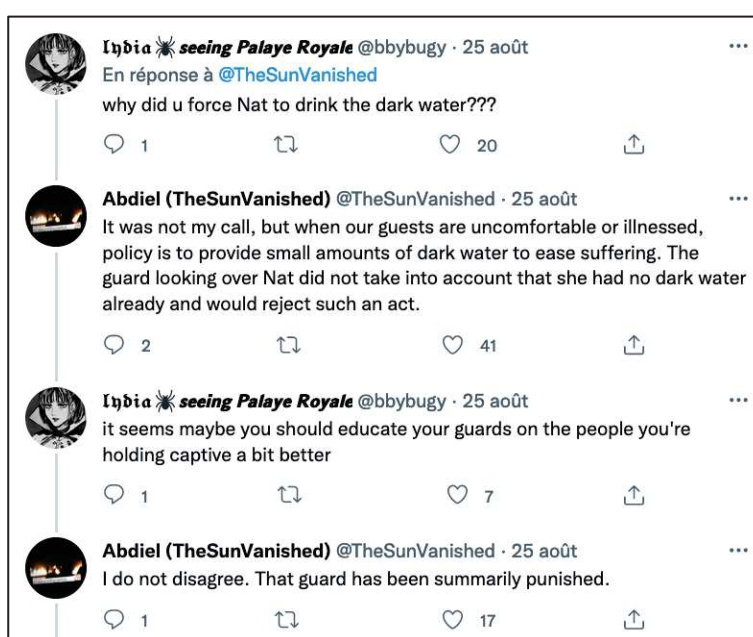 𝕴𝖓𝖉𝖎𝖆 🕷 seeing Palaye Royale @bbybugy · 25 août
En réponse à @TheSunVanished
why did u force Nat to drink the dark water???
1 20
Abdiel (TheSunVanished) @TheSunVanished · 25 août
It was not my call, but when our guests are uncomfortable or illnessed,
policy is to provide small amounts of dark water to ease suffering. The
guard looking over Nat did not take into account that she had no dark water
already and would reject such an act.
2 41
𝕴𝖓𝖉𝖎𝖆 🕷 seeing Palaye Royale @bbybugy · 25 août
it seems maybe you should educate your guards on the people you're
holding captive a bit better
1 7
Abdiel (TheSunVanished) @TheSunVanished · 25 août
I do not disagree. That guard has been summarily punished.
1 17